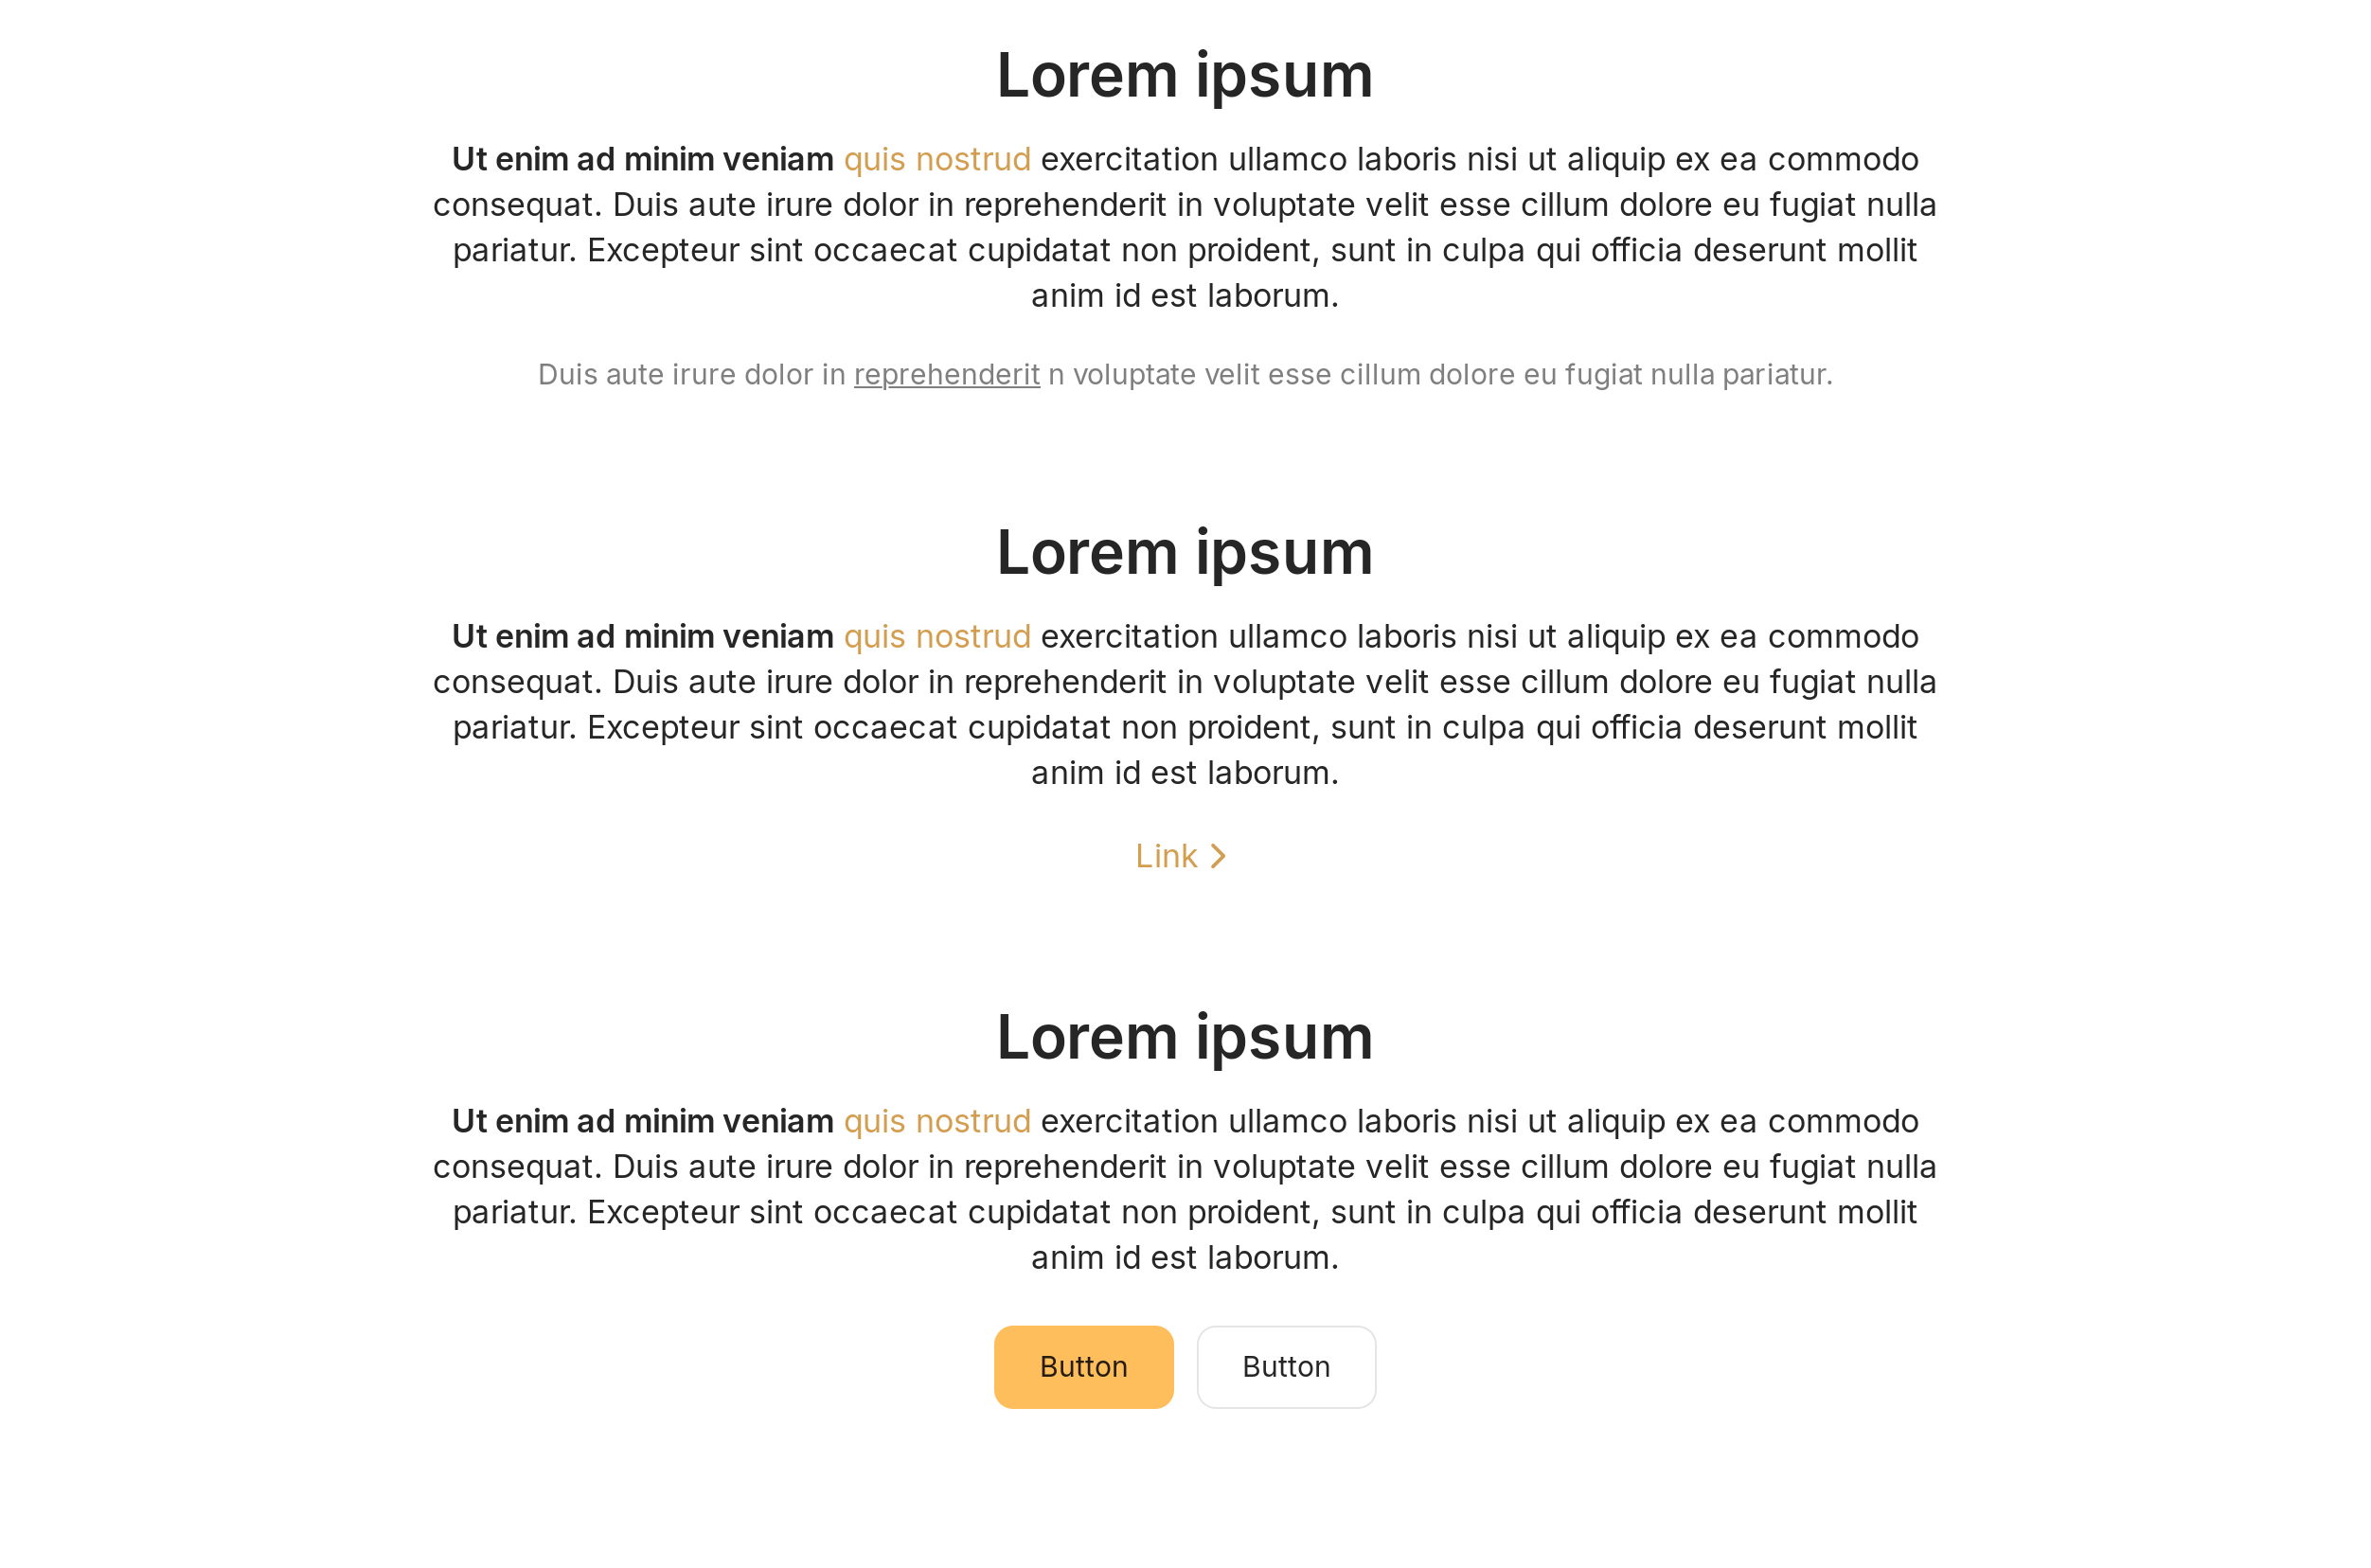 Lorem ipsum
Ut enim ad minim veniam quis nostrud exercitation ullamco laboris nisi ut aliquip ex ea commodo
consequat. Duis aute irure dolor in reprehenderit in voluptate velit esse cillum dolore eu fugiat nulla
pariatur. Excepteur sint occaecat cupidatat non proident, sunt in culpa qui officia deserunt mollit
anim id est laborum.
Duis aute irure dolor in reprehenderit n voluptate velit esse cillum dolore eu fugiat nulla pariatur.
Lorem ipsum
Ut enim ad minim veniam quis nostrud exercitation ullamco laboris nisi ut aliquip ex ea commodo
consequat. Duis aute irure dolor in reprehenderit in voluptate velit esse cillum dolore eu fugiat nulla
pariatur. Excepteur sint occaecat cupidatat non proident, sunt in culpa qui officia deserunt mollit
anim id est laborum.
Link
Lorem ipsum
Ut enim ad minim veniam quis nostrud exercitation ullamco laboris nisi ut aliquip ex ea commodo
consequat. Duis aute irure dolor in reprehenderit in voluptate velit esse cillum dolore eu fugiat nulla
pariatur. Excepteur sint occaecat cupidatat non proident, sunt in culpa qui officia deserunt mollit
anim id est laborum.
Button Button